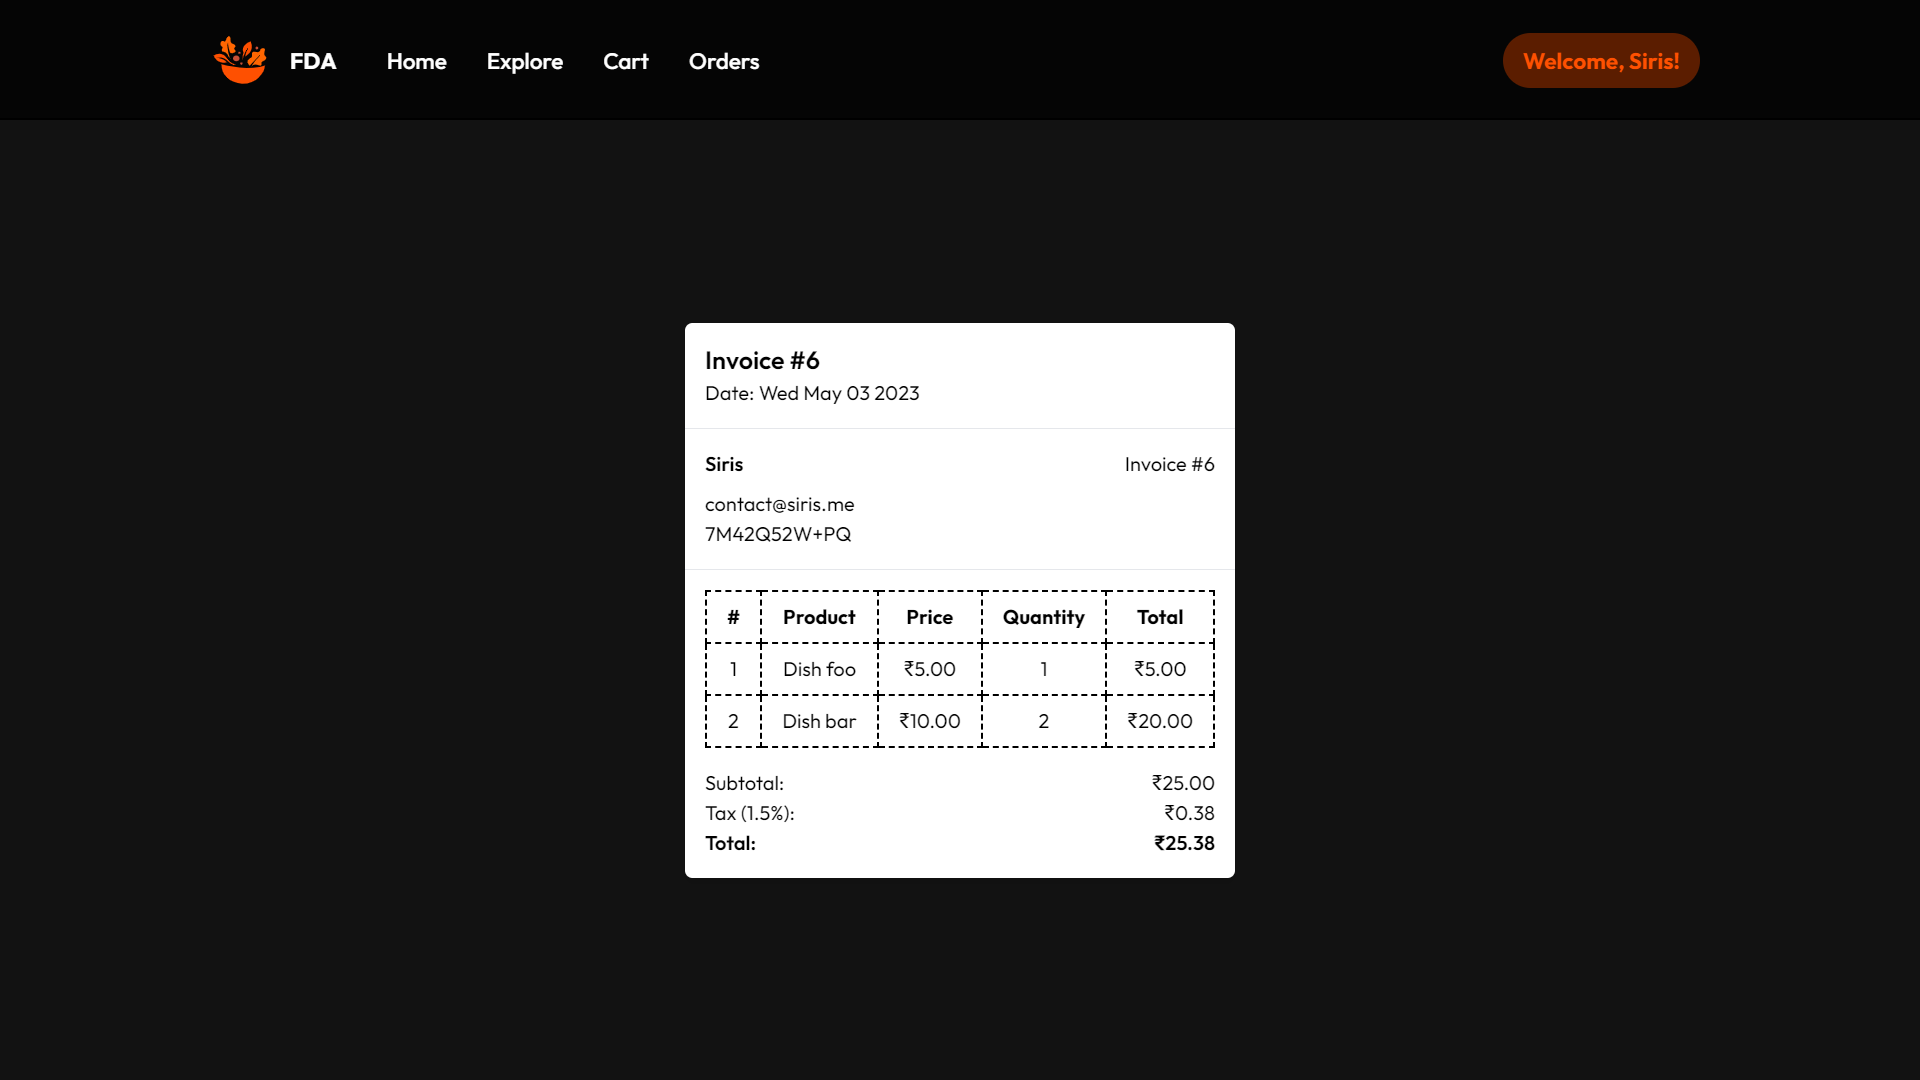 FDA Home Explore Cart Orders Welcome, Siris!
Invoice #6
Date: Wed May 03 2023
Siris Invoice #6
contact@siris.me
7M42Q52W+PQ
# Product Price Quantity Total
1 Dish foo ₹5.00 1 ₹5.00
2 Dish bar ₹10.00 2 ₹20.00
Subtotal: ₹25.00
Tax (1.5%): ₹0.38
Total: ₹25.38